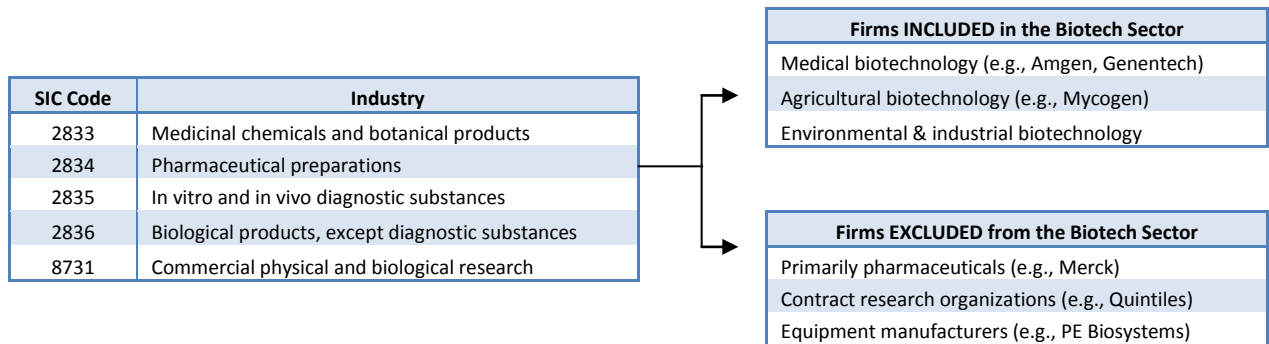 SIC Code Industry
2833 Medicinal chemicals and botanical products
2834 Pharmaceutical preparations
2835 In vitro and in vivo diagnostic substances
2836 Biological products, except diagnostic substances
8731 Commercial physical and biological research
Firms INCLUDED in the Biotech Sector
Medical biotechnology (e.g., Amgen, Genentech)
Agricultural biotechnology (e.g., Mycogen)
Environmental & industrial biotechnology
Firms EXCLUDED from the Biotech Sector
Primarily pharmaceuticals (e.g., Merck)
Contract research organizations (e.g., Quintiles)
Equipment manufacturers (e.g., PE Biosystems)